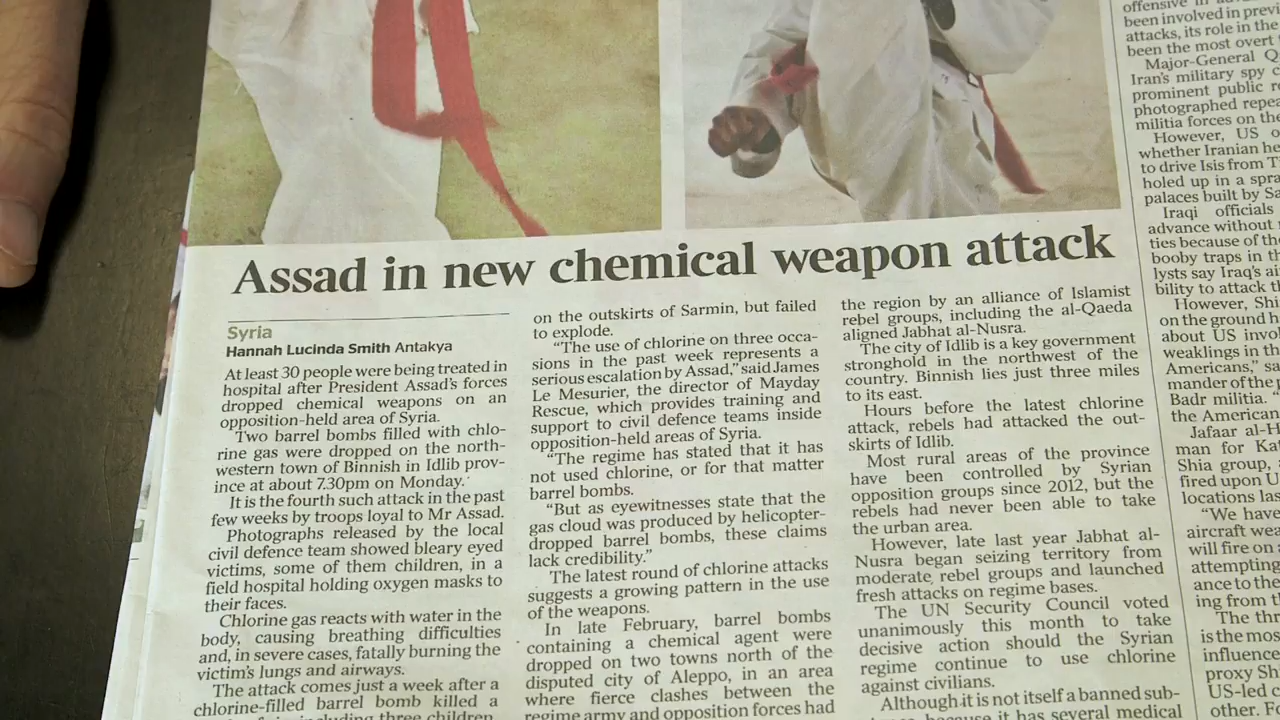 Assad in new chemical weapon attack
Syria
Hannah Lucinda Smith Antakya
At least 30 people were being treated in
hospital after President Assad's forces
dropped chemical weapons on an
opposition-held area of Syria.
Two barrel bombs filled with chlo-
rine gas were dropped on the north-
western town of Binnish in Idlib prov-
ince at about 7.30pm on Monday.
It is the fourth such attack in the past
few weeks by troops loyal to Mr Assad.
Photographs released by the local
civil defence team showed bleary eyed
victims, some of them children, in a
field hospital holding oxygen masks to
their faces.
Chlorine gas reacts with water in the
body, causing breathing difficulties
and, in severe cases, fatally burning the
victim's lungs and airways.
The attack comes just a week after a
chlorine-filled barrel bomb killed a
including three children
on the outskirts of Sarmin, but failed
to explode.
"The use of chlorine on three occa-
sions in the past week represents a
serious escalation by Assad," said James
Le Mesurier, the director of Mayday
Rescue, which provides training and
support to civil defence teams inside
opposition-held areas of Syria.
"The regime has stated that it has
not used chlorine, or for that matter
barrel bombs.
"But as eyewitnesses state that the
gas cloud was produced by helicopter-
dropped barrel bombs, these claims
lack credibility."
The latest round of chlorine attacks
suggests a growing pattern in the use
of the weapons.
In late February, barrel bombs
containing a chemical agent were
dropped on two towns north of the
disputed city of Aleppo, in an area
where fierce clashes between the
regime army and opposition forces had
the region by an alliance of Islamist
rebel groups, including the al-Qaeda
aligned Jabhat al-Nusra.
The city of Idlib is a key government
stronghold in the northwest of the
country. Binnish lies just three miles
to its east.
Hours before the latest chlorine
attack, rebels had attacked the out-
skirts of Idlib.
Most rural areas of the province
have been controlled by Syrian
opposition groups since 2012, but the
rebels had never been able to take
the urban area.
However, late last year Jabhat al-
Nusra began seizing territory from
moderate rebel groups and launched
fresh attacks on regime bases.
The UN Security Council voted
unanimously this month to take
decisive action should the Syrian
regime continue to use chlorine
against civilians.
Although it is not itself a banned sub-
because it has several medical
offensive in
been involved in previ
attacks, its role in the
been the most overt
Major-General Q
Iran's military spy c
prominent public r
photographed repea
militia forces on the
However, US o
whether Iranian he
to drive Isis from T
holed up in a spra
palaces built by Sa
Iraqi officials
advance without
ties because of th
booby traps in th
lysts say Iraq's ai
bility to attack th
However, Shi
on the ground h
about US invo
weaklings in th
Americans," sa
mander of the
Badr militia. "
the American
Jafaar al-H
man for Ka
Shia group,
fired upon U
locations las
"We have
aircraft wea
will fire on
attempting
ance to the
ing from t
The thr
is the mos
influence
proxy Sh
US-led c
other. Fo